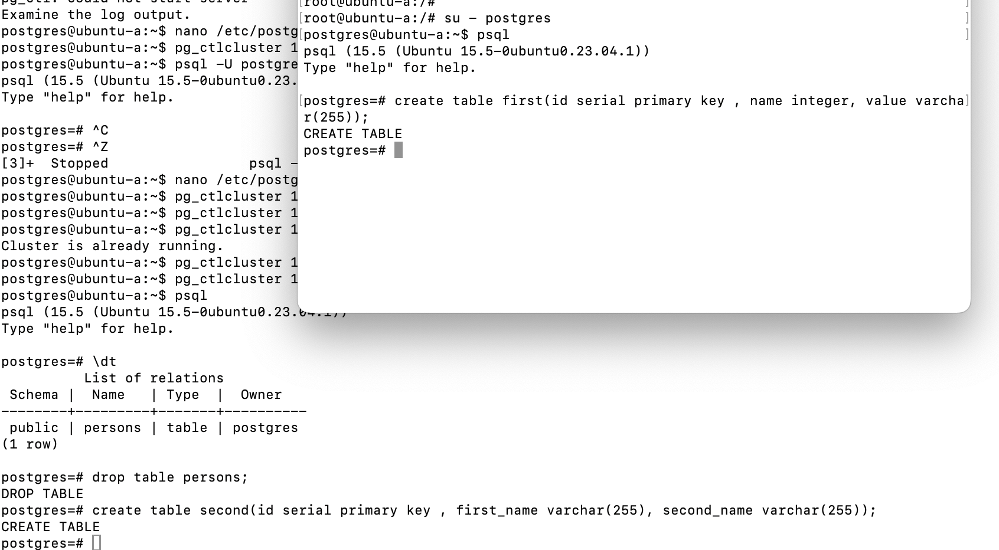 Examine the log output.
postgres@ubuntu-a:~$ nano /etc/postg
postgres@ubuntu-a:~$ pg_ctlcluster 1
postgres@ubuntu-a:~$ psql -U postgre
psql (15.5 (Ubuntu 15.5-0ubuntu0.23.
Type "help" for help.
postgres=# ^C
postgres=# ^Z
[3]+  Stopped                 psql -
postgres@ubuntu-a:~$ nano /etc/postg
postgres@ubuntu-a:~$ pg_ctlcluster 1
postgres@ubuntu-a:~$ pg_ctlcluster 1
postgres@ubuntu-a:~$ pg_ctlcluster 1
Cluster is already running.
postgres@ubuntu-a:~$ pg_ctlcluster 1
postgres@ubuntu-a:~$ pg_ctlcluster 1
postgres@ubuntu-a:~$ psql
psql (15.5 (Ubuntu 15.5-0ubuntu0.23.04.1))
Type "help" for help.
postgres=# \dt
          List of relations
 Schema |  Name   | Type  |  Owner
--------+---------+-------+----------
 public | persons | table | postgres
(1 row)
postgres=# drop table persons;
DROP TABLE
postgres=# create table second(id serial primary key , first_name varchar(255), second_name varchar(255));
CREATE TABLE
postgres=#
[root@ubuntu-a:/# ]
[root@ubuntu-a:/# su - postgres ]
[postgres@ubuntu-a:~$ psql ]
psql (15.5 (Ubuntu 15.5-0ubuntu0.23.04.1))
Type "help" for help.
[postgres=# create table first(id serial primary key , name integer, value varcha]
r(255));
CREATE TABLE
postgres=#